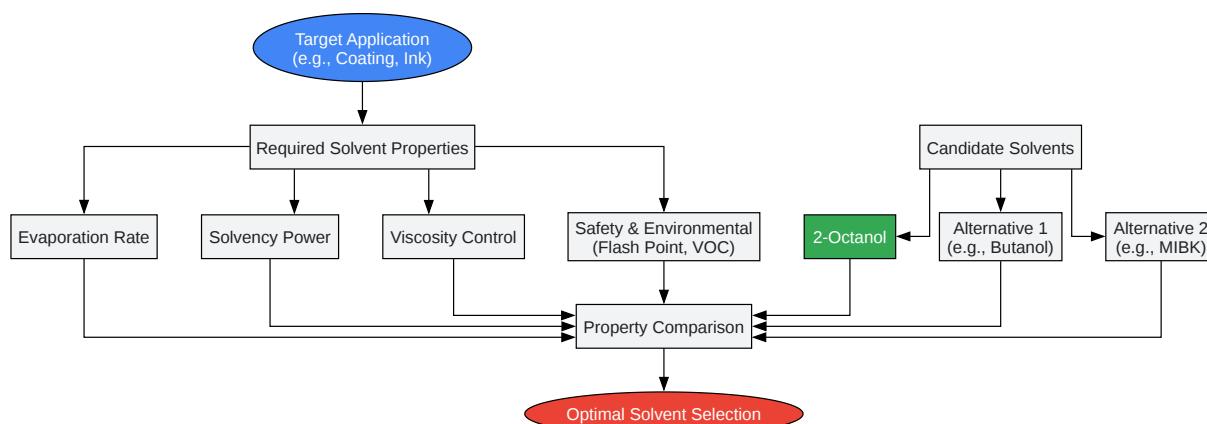 Target Application
(e.g., Coating, Ink)
Required Solvent Properties
Candidate Solvents
Evaporation Rate
Solvency Power
Viscosity Control
Safety & Environmental
(Flash Point, VOC)
2-Octanol
Alternative 1
(e.g., Butanol)
Alternative 2
(e.g., MIBK)
Property Comparison
Optimal Solvent Selection